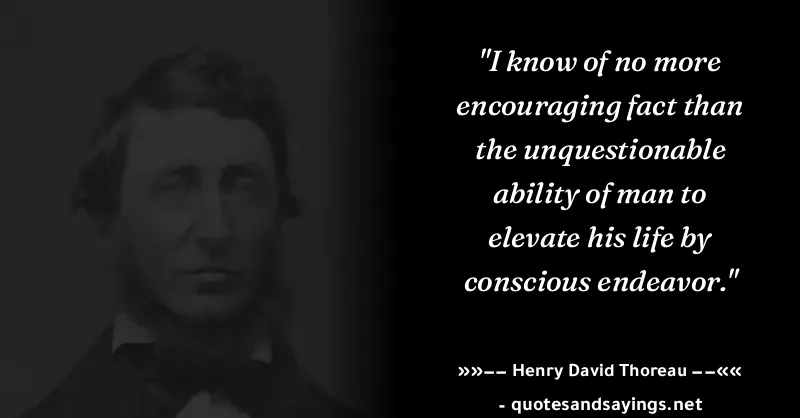 "I know of no more
encouraging fact than
the unquestionable
ability of man to
elevate his life by
conscious endeavor."
»»–– Henry David Thoreau ––««
- quotesandsayings.net